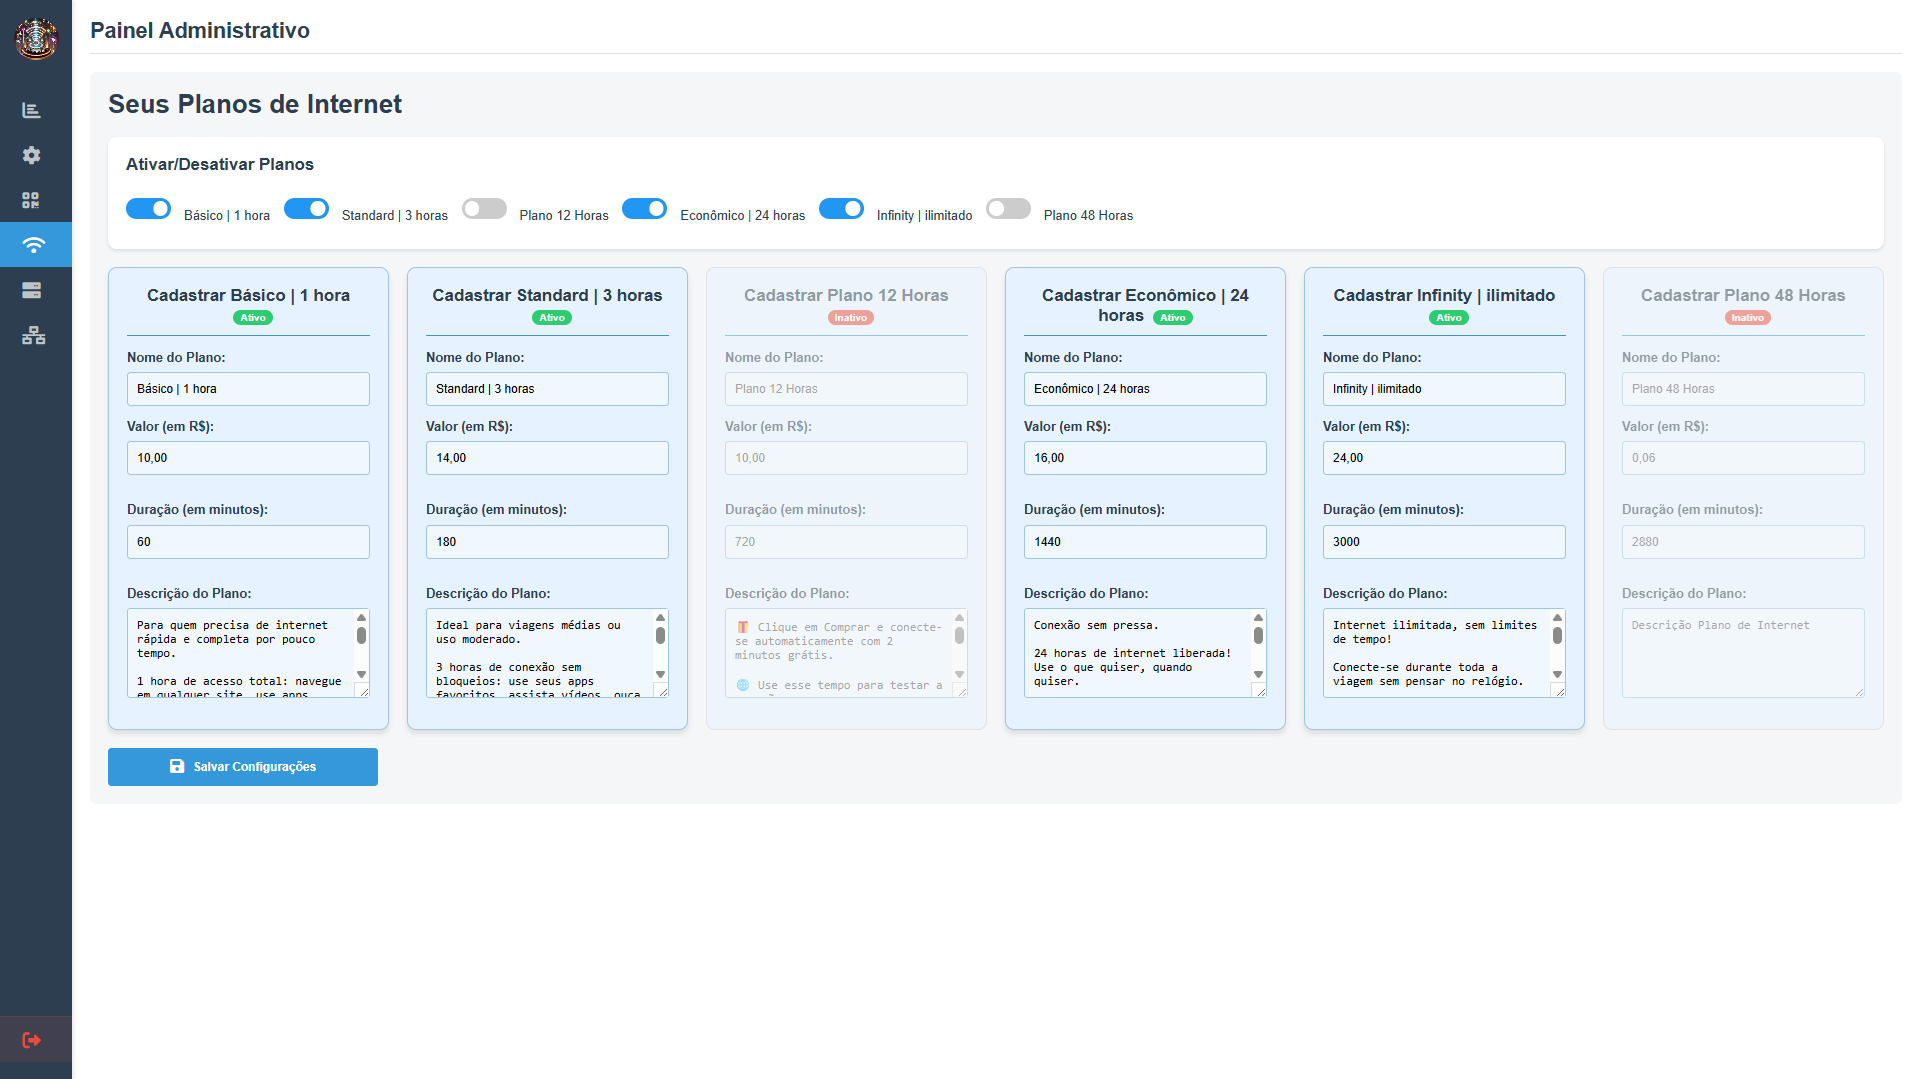 Painel Administrativo
Seus Planos de Internet
Ativar/Desativar Planos
Básico | 1 hora
Standard | 3 horas
Plano 12 Horas
Econômico | 24 horas
Infinity | ilimitado
Plano 48 Horas
Cadastrar Básico | 1 hora
Ativo
Nome do Plano:
Básico | 1 hora
Valor (em R$):
10,00
Duração (em minutos):
60
Descrição do Plano:
Para quem precisa de internet
rápida e completa por pouco
tempo.
1 hora de acesso total: navegue
em qualquer site, use apps
Cadastrar Standard | 3 horas
Ativo
Nome do Plano:
Standard | 3 horas
Valor (em R$):
14,00
Duração (em minutos):
180
Descrição do Plano:
Ideal para viagens médias ou
uso moderado.
3 horas de conexão sem
bloqueios: use seus apps
favoritos, assista vídeos, ouça
Cadastrar Plano 12 Horas
Inativo
Nome do Plano:
Plano 12 Horas
Valor (em R$):
10,00
Duração (em minutos):
720
Descrição do Plano:
🎁 Clique em Comprar e conecte-
se automaticamente com 2
minutos grátis.
🌐 Use esse tempo para testar a
Cadastrar Econômico | 24
horas Ativo
Nome do Plano:
Econômico | 24 horas
Valor (em R$):
16,00
Duração (em minutos):
1440
Descrição do Plano:
Conexão sem pressa.
24 horas de internet liberada!
Use o que quiser, quando
quiser.
Cadastrar Infinity | ilimitado
Ativo
Nome do Plano:
Infinity | ilimitado
Valor (em R$):
24,00
Duração (em minutos):
3000
Descrição do Plano:
Internet ilimitada, sem limites
de tempo!
Conecte-se durante toda a
viagem sem pensar no relógio.
Cadastrar Plano 48 Horas
Inativo
Nome do Plano:
Plano 48 Horas
Valor (em R$):
0,06
Duração (em minutos):
2880
Descrição do Plano:
Descrição Plano de Internet
Salvar Configurações